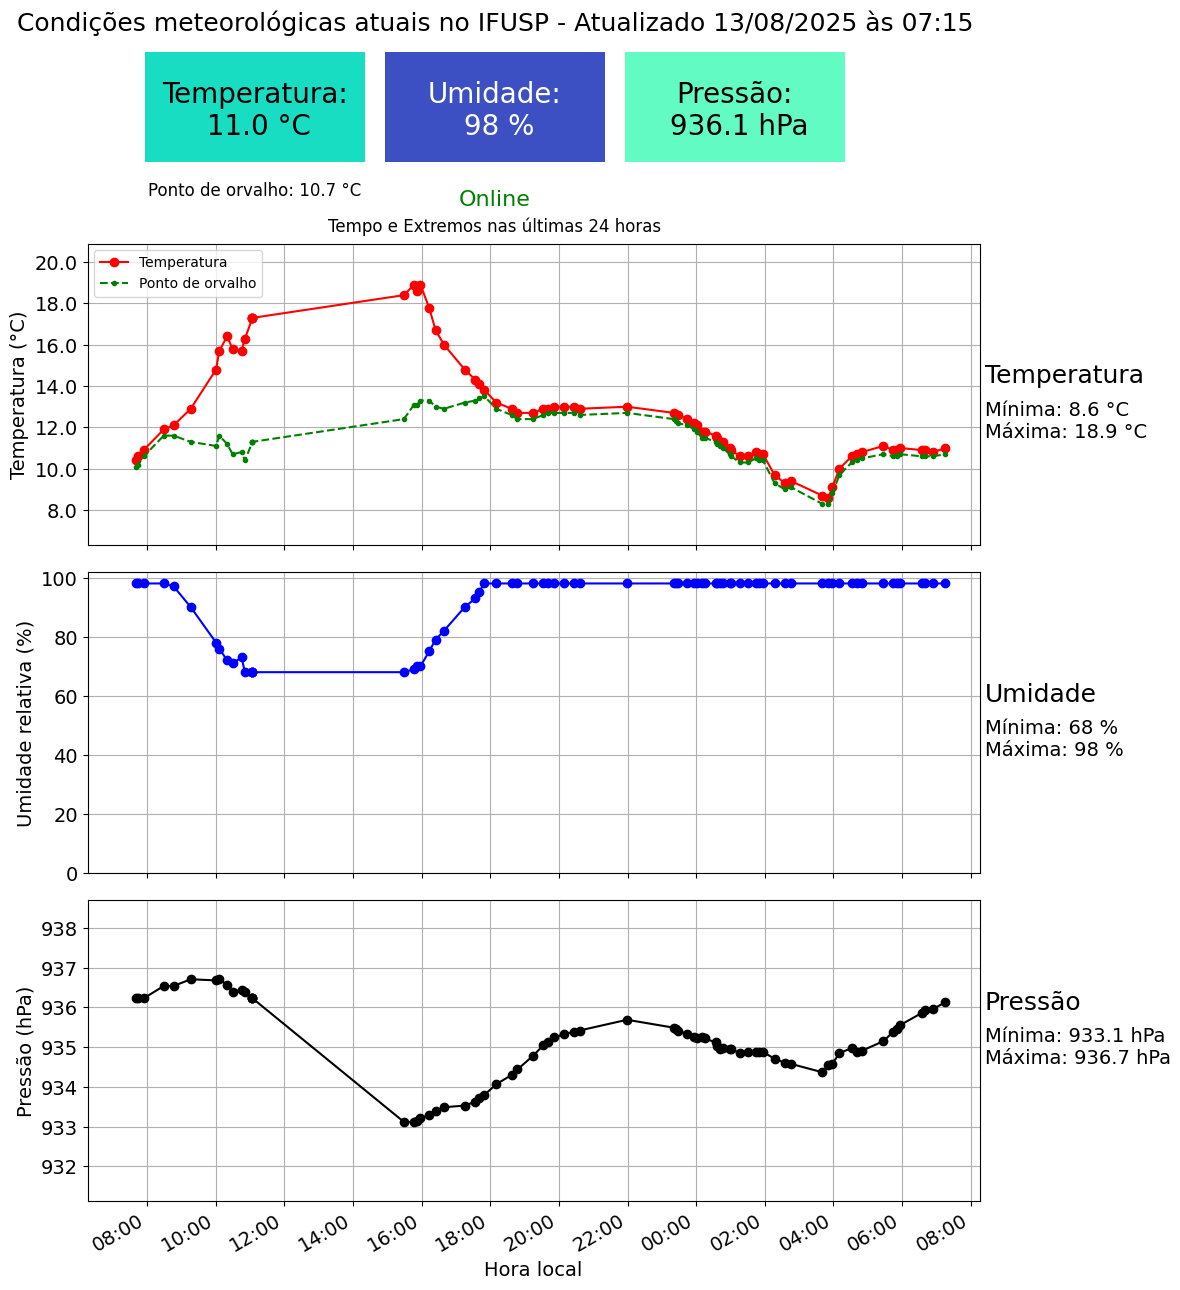 Condições meteorológicas atuais no IFUSP - Atualizado 13/08/2025 às 07:15
Temperatura:
11.0 °C
Umidade:
98 %
Pressão:
936.1 hPa
Ponto de orvalho: 10.7 °C
Online
Tempo e Extremos nas últimas 24 horas
Temperatura
Ponto de orvalho
Temperatura (°C)
20.0
18.0
16.0
14.0
12.0
10.0
8.0
Temperatura
Mínima: 8.6 °C
Máxima: 18.9 °C
Umidade relativa (%)
100
80
60
40
20
0
Umidade
Mínima: 68 %
Máxima: 98 %
Pressão (hPa)
938
937
936
935
934
933
932
Pressão
Mínima: 933.1 hPa
Máxima: 936.7 hPa
08:00 10:00 12:00 14:00 16:00 18:00 20:00 22:00 00:00 02:00 04:00 06:00 08:00
Hora local